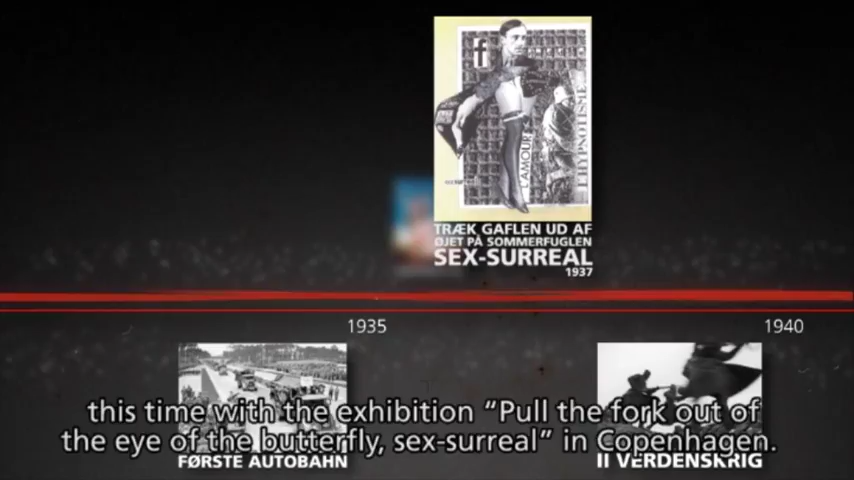 f
L'AMOUR
L'HYPNOTISME
TRÆK GAFLEN UD AF
ØJET PÅ SOMMERFUGLEN
SEX-SURREAL
1937
1935
1940
this time with the exhibition “Pull the fork out of
the eye of the butterfly, sex-surreal” in Copenhagen.
FØRSTE AUTOBAHN
II VERDENSKRIG